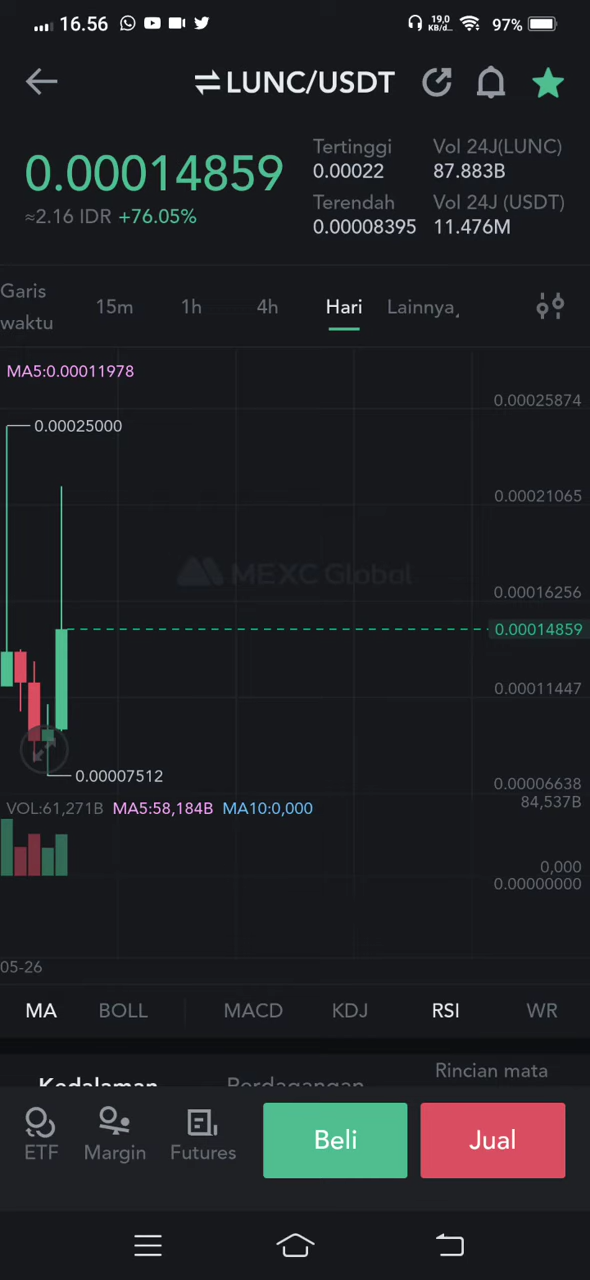 16.56
19,0
KB/d...
97%
LUNC/USDT
0.00014859
≈2.16 IDR +76.05%
Tertinggi
0.00022
Vol 24J(LUNC)
87.883B
Terendah
0.00008395
Vol 24J (USDT)
11.476M
Garis waktu
15m
1h
4h
Hari
Lainnya
MA5:0.00011978
0.00025874
0.00025000
0.00021065
MEXC Global
0.00016256
0.00014859
0.00011447
0.00007512
0.00006638
VOL:61,271B MA5:58,184B MA10:0,000
84,537B
0,000
0.00000000
05-26
MA
BOLL
MACD
KDJ
RSI
WR
Kedalaman
Perdagangan
Rincian mata
ETF
Margin
Futures
Beli
Jual